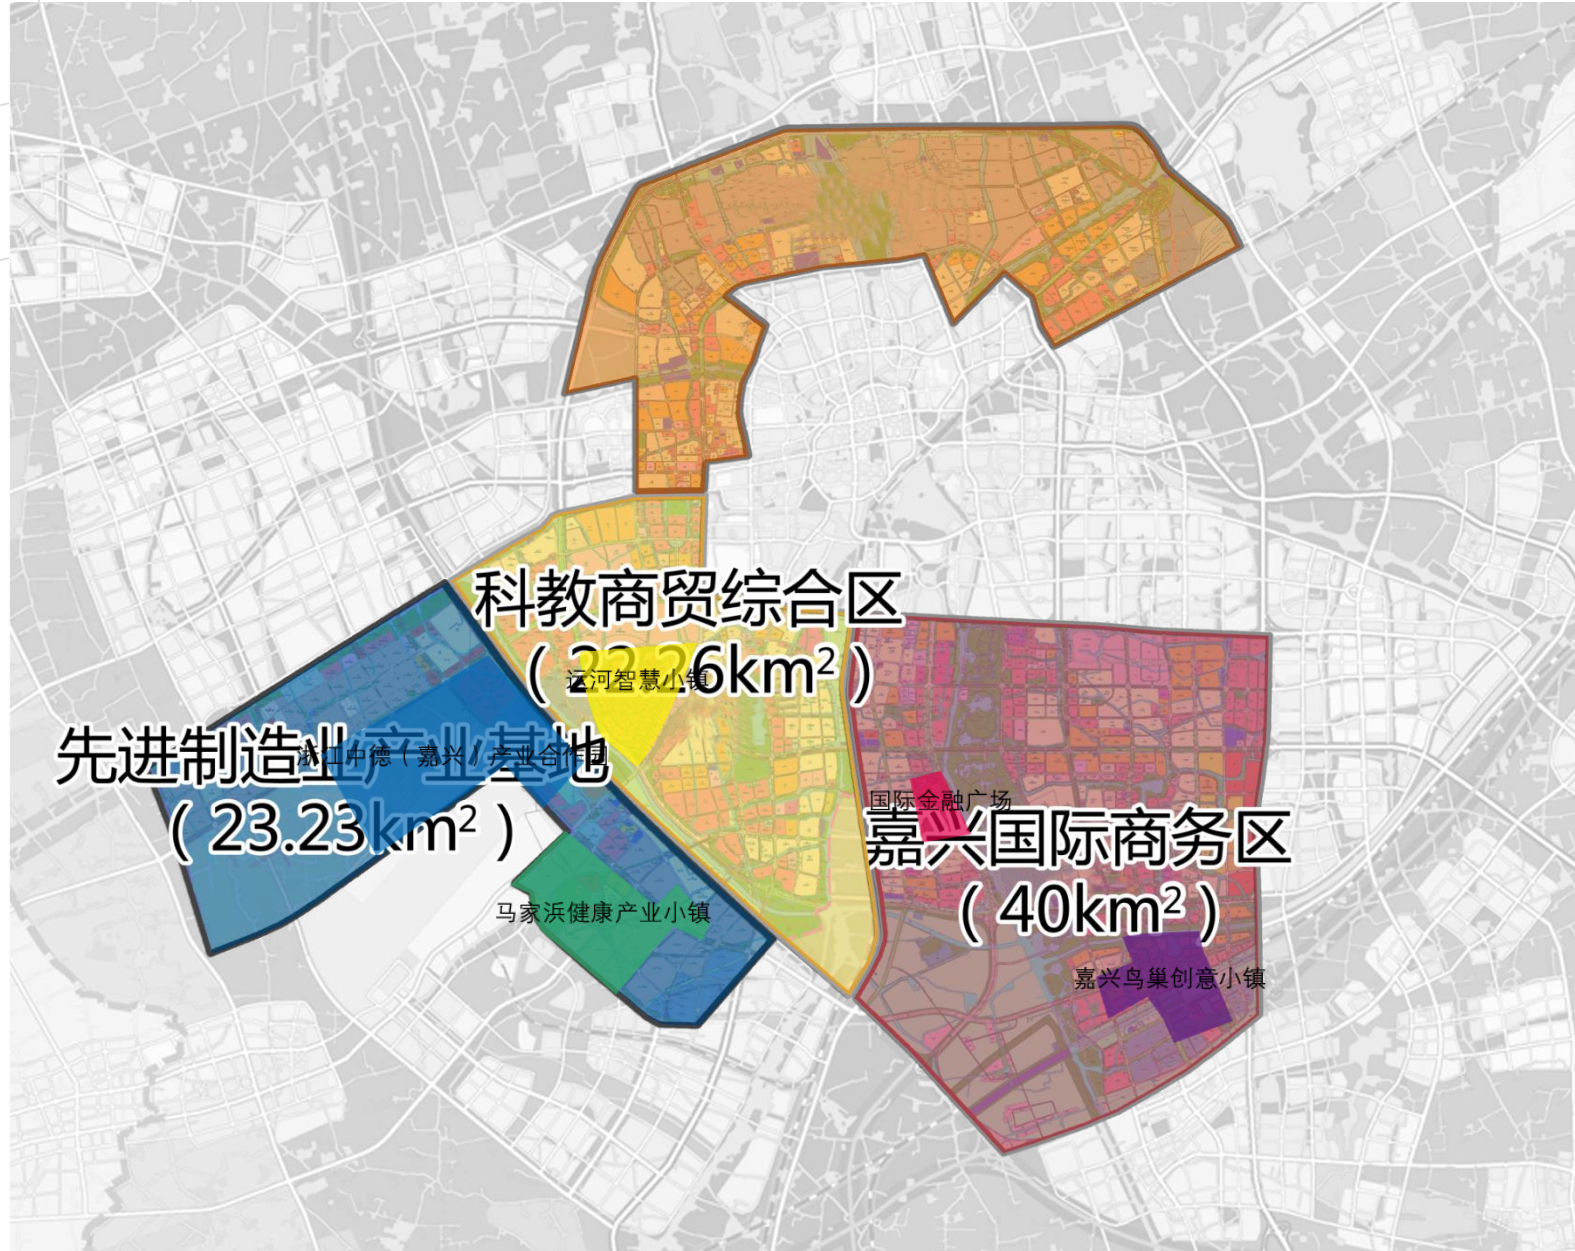 科教商贸综合区
（22.26km²）
运河智慧小镇
先进制造业产业基地
浙江中德（嘉兴）产业合作园
（23.23km²）
国际金融广场
嘉兴国际商务区
（40km²）
马家浜健康产业小镇
嘉兴鸟巢创意小镇